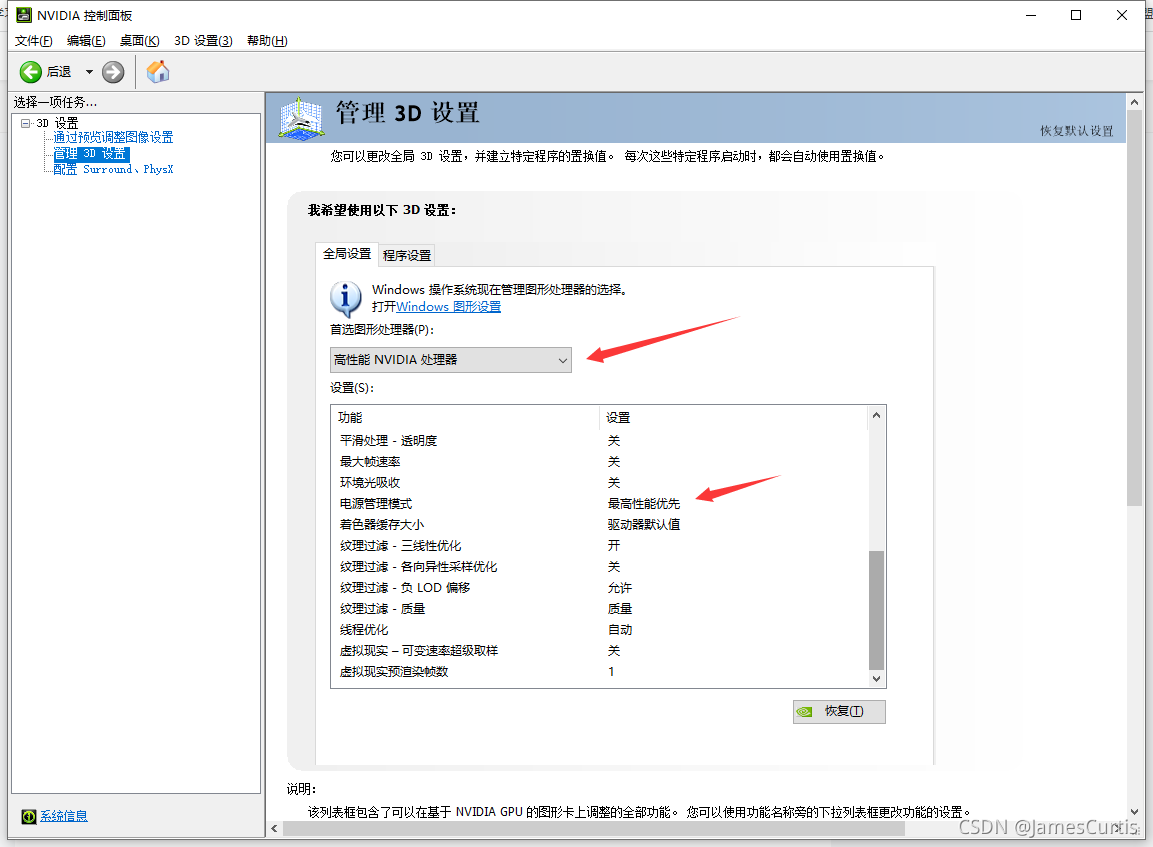 NVIDIA 控制面板
文件(F) 编辑(E) 桌面(K) 3D 设置(3) 帮助(H)
后退
选择一项任务...
3D 设置
通过预览调整图像设置
管理 3D 设置
配置 Surround、PhysX
系统信息
管理 3D 设置
恢复默认设置
您可以更改全局 3D 设置，并建立特定程序的置换值。 每次这些特定程序启动时，都会自动使用置换值。
我希望使用以下 3D 设置：
全局设置 程序设置
Windows 操作系统现在管理图形处理器的选择。
打开Windows 图形设置
首选图形处理器(P)：
高性能 NVIDIA 处理器
设置(S)：
功能 设置
平滑处理 - 透明度 关
最大帧速率 关
环境光吸收 关
电源管理模式 最高性能优先
着色器缓存大小 驱动器默认值
纹理过滤 - 三线性优化 开
纹理过滤 - 各向异性采样优化 关
纹理过滤 - 负 LOD 偏移 允许
纹理过滤 - 质量 质量
线程优化 自动
虚拟现实 – 可变速率超级取样 关
虚拟现实预渲染帧数 1
恢复(T)
说明：
该列表框包含了可以在基于 NVIDIA GPU 的图形卡上调整的全部功能。 您可以使用功能名称旁的下拉列表框更改功能的设置。
CSDN @JamesCurtis